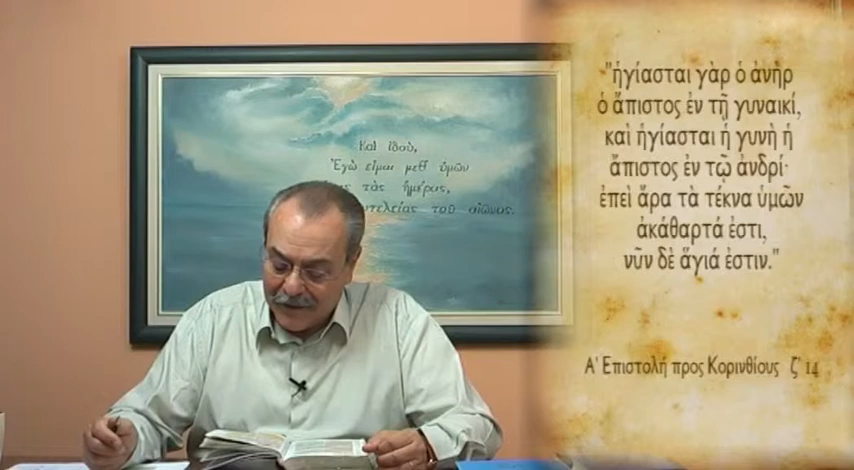 Καὶ ἰδοὺ,
Ἐγὼ εἶμαι μεθ' ὑμῶν
τὰς ἡμέρας,
τοῦ αἰῶνος.
"ἡγίασται γὰρ ὁ ἀνὴρ
ὁ ἄπιστος ἐν τῇ γυναικί,
καὶ ἡγίασται ἡ γυνὴ ἡ
ἄπιστος ἐν τῷ ἀνδρί·
ἐπεὶ ἄρα τὰ τέκνα ὑμῶν
ἀκάθαρτά ἐστι,
νῦν δὲ ἅγιά ἐστιν."
Α' Επιστολή προς Κορινθίους ζ' 14